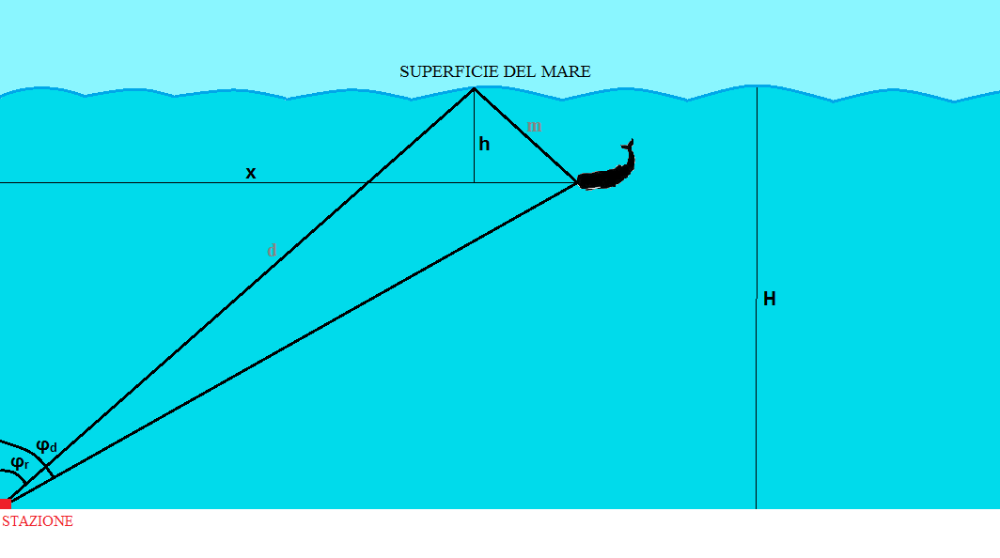 SUPERFICIE DEL MARE
m
h
x
d
H
φd
φr
STAZIONE